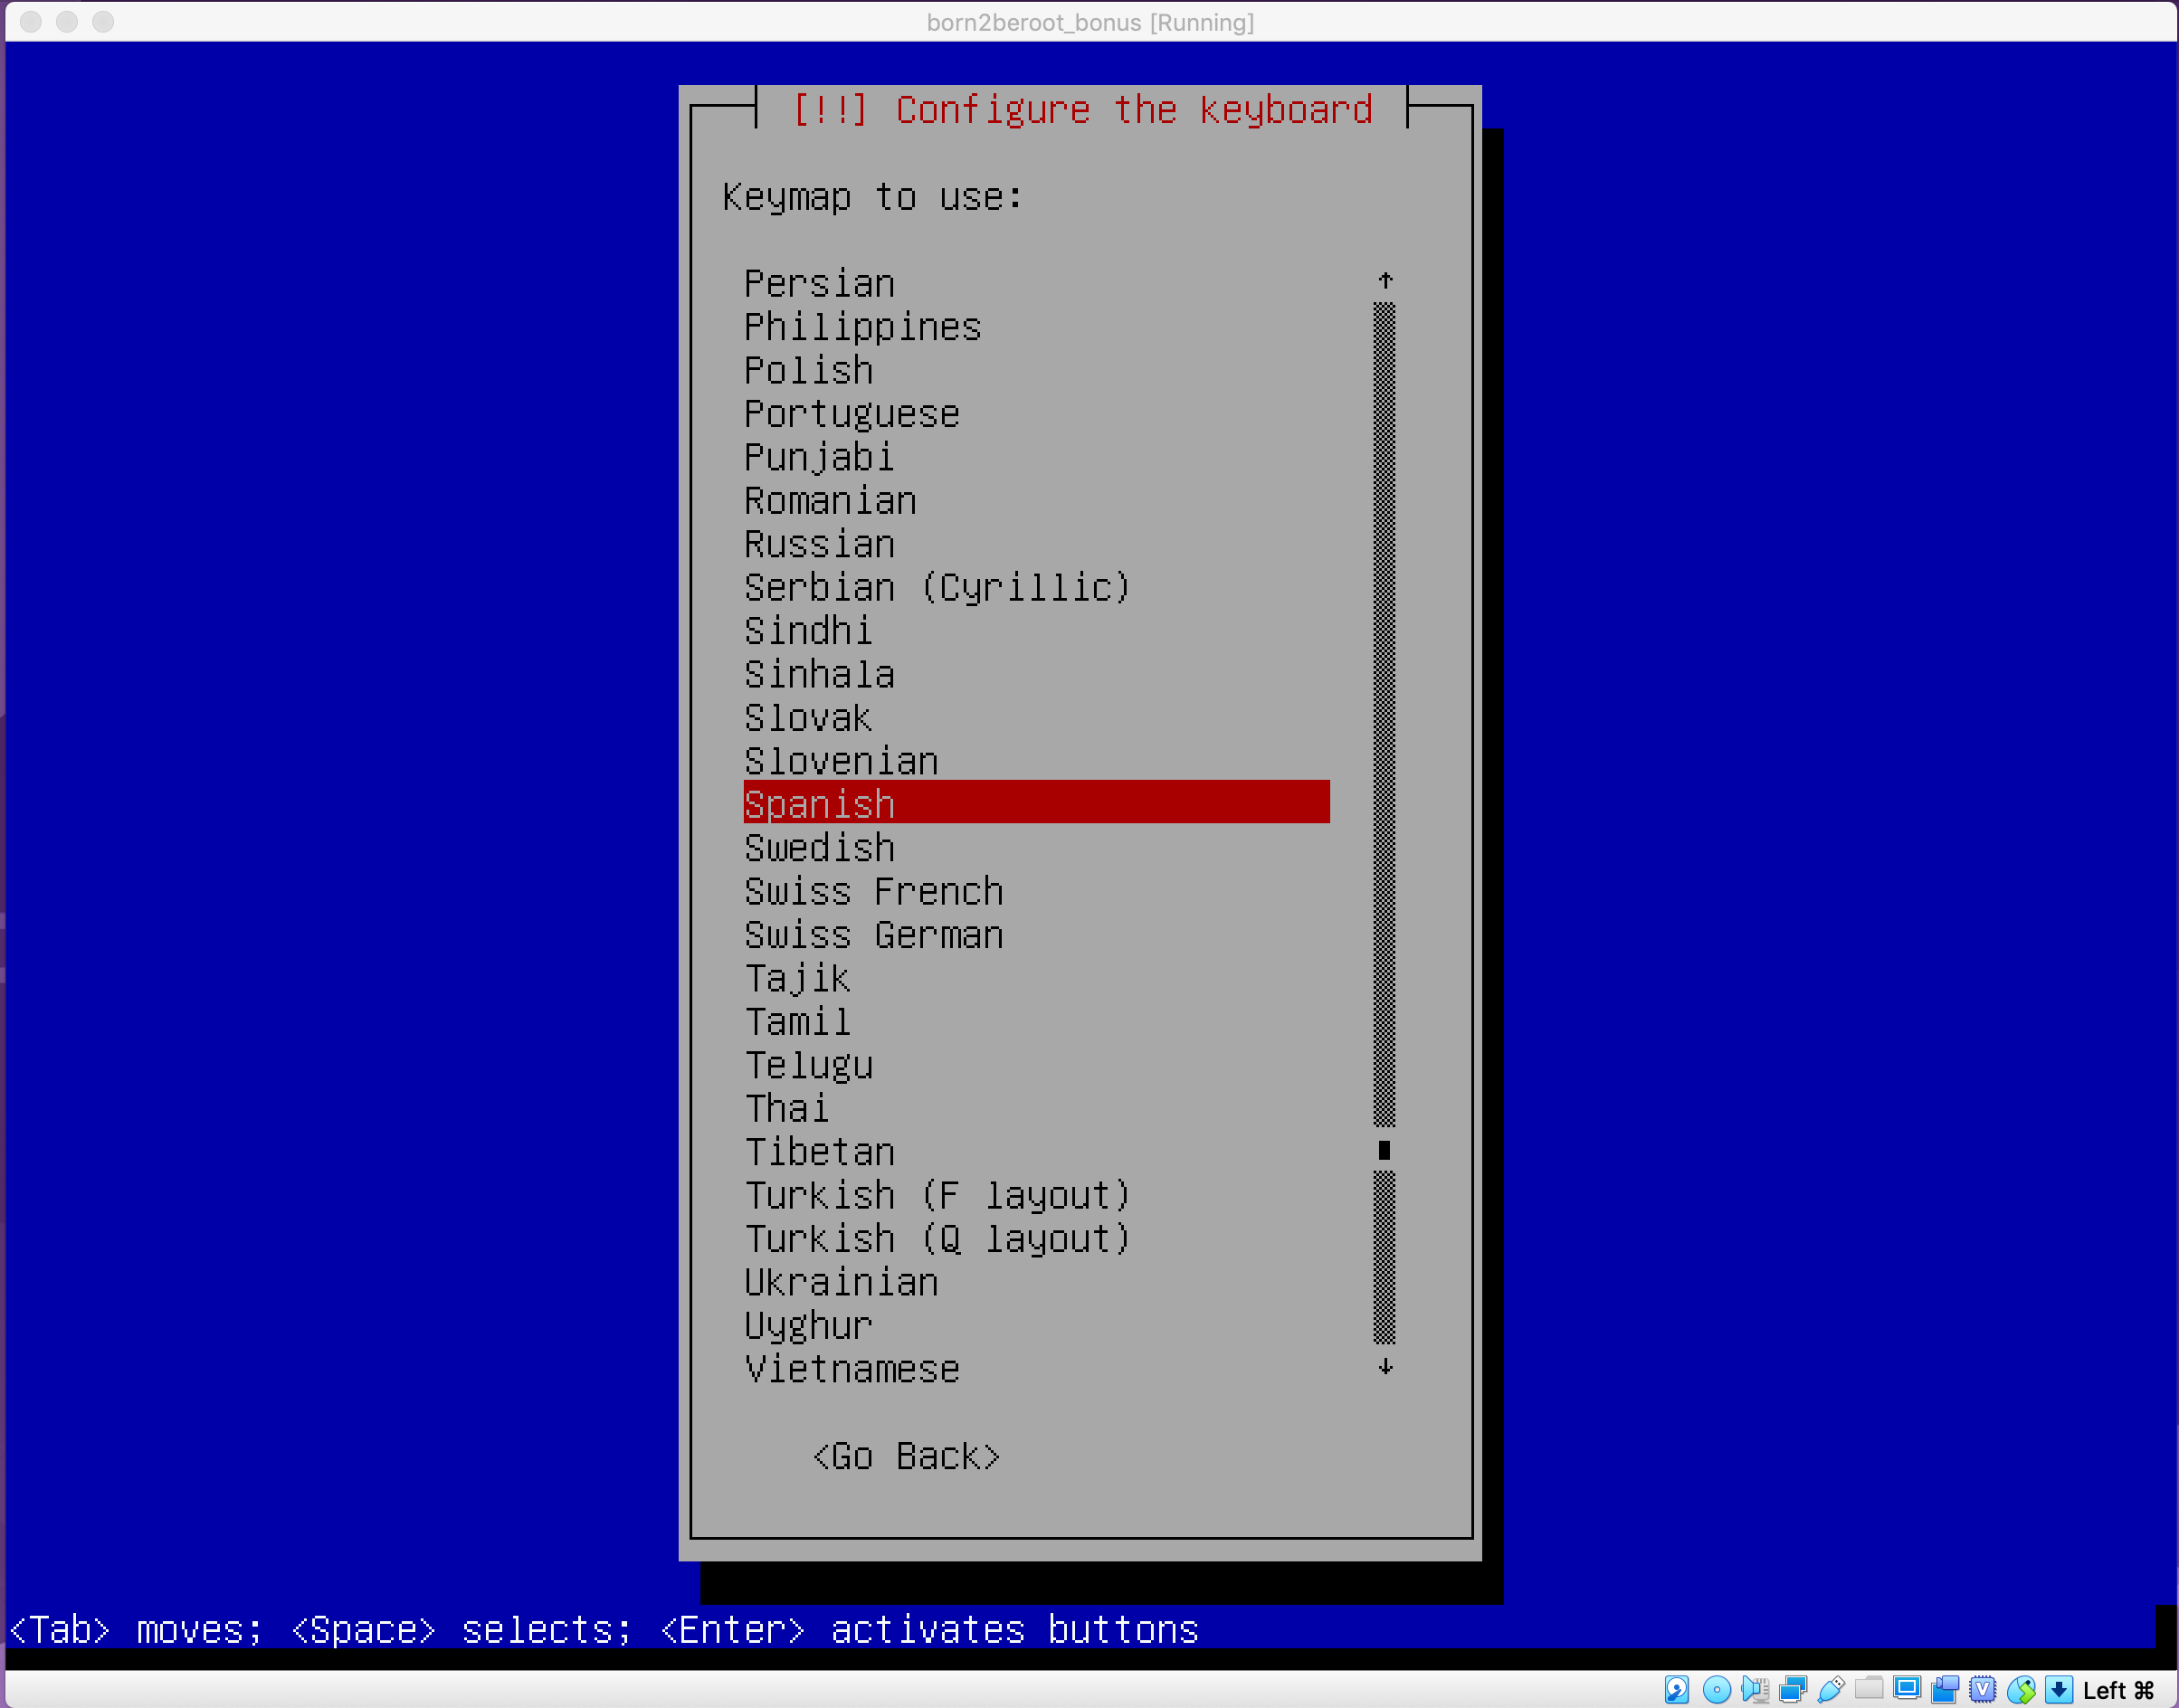 born2beroot_bonus [Running]
[!!] Configure the keyboard
Keymap to use:
Persian
Philippines
Polish
Portuguese
Punjabi
Romanian
Russian
Serbian (Cyrillic)
Sindhi
Sinhala
Slovak
Slovenian
Spanish
Swedish
Swiss French
Swiss German
Tajik
Tamil
Telugu
Thai
Tibetan
Turkish (F layout)
Turkish (Q layout)
Ukrainian
Uyghur
Vietnamese
<Go Back>
<Tab> moves; <Space> selects; <Enter> activates buttons
Left ⌘